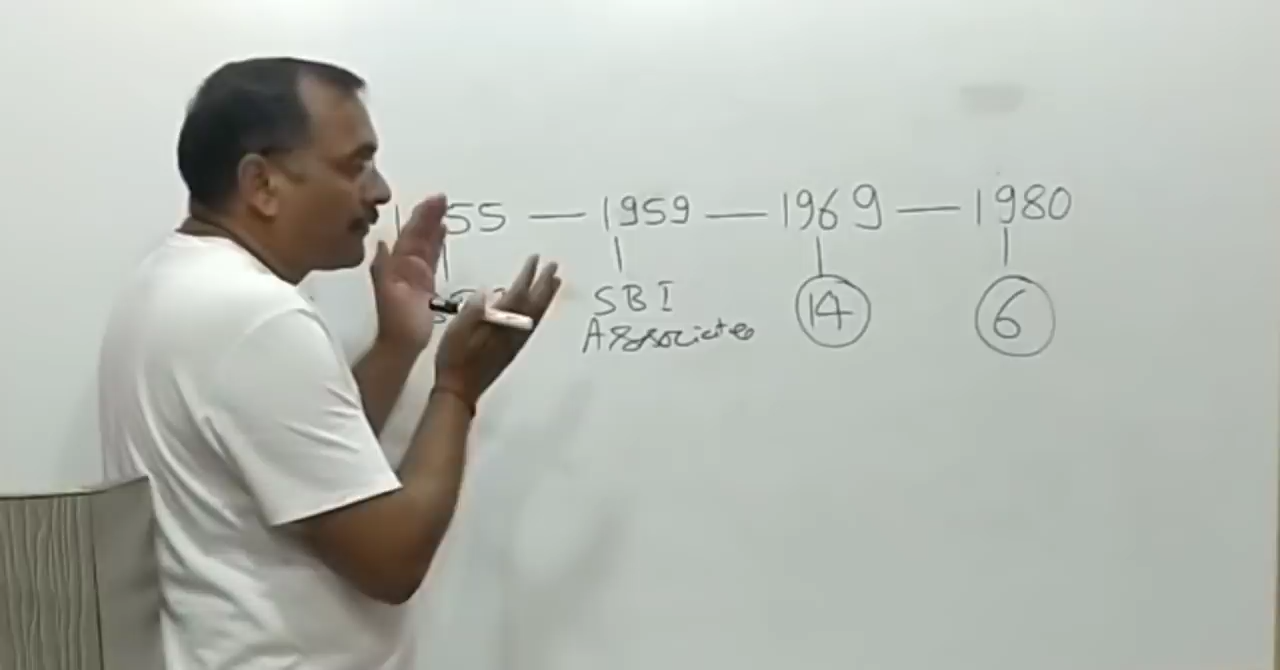 55 — 1959 — 1969 — 1980
SBI 14 6
Associates